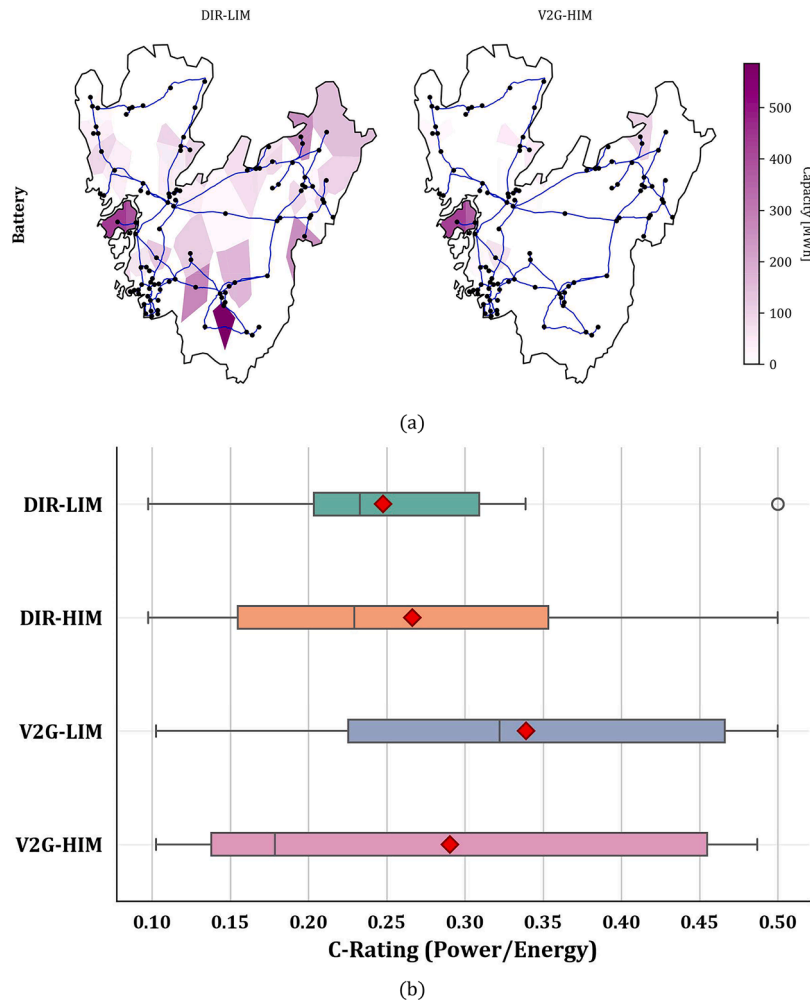 DIR-LIM
V2G-HIM
Battery
500
400
300
200
100
0
Capacity [MWh]
(a)
DIR-LIM
DIR-HIM
V2G-LIM
V2G-HIM
0.10 0.15 0.20 0.25 0.30 0.35 0.40 0.45 0.50
C-Rating (Power/Energy)
(b)